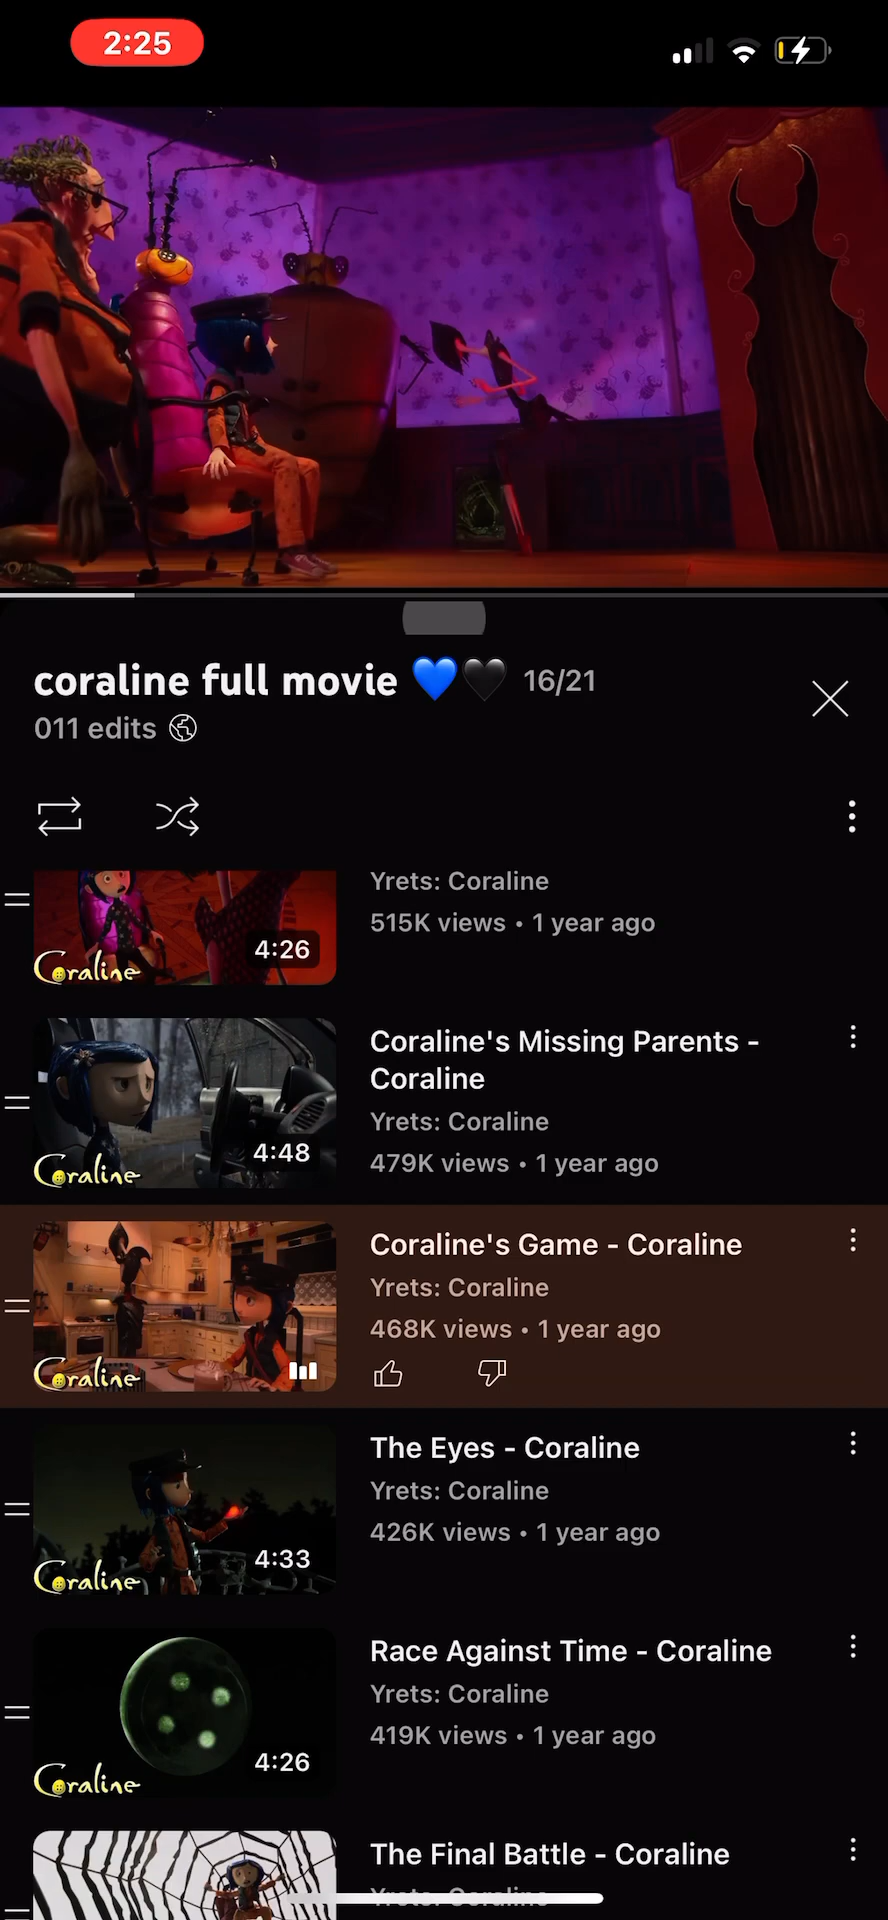 2:25
coraline full movie 💙🖤 16/21
011 edits
Yrets: Coraline
515K views • 1 year ago
4:26
Coraline
Coraline's Missing Parents -
Coraline
Yrets: Coraline
479K views • 1 year ago
4:48
Coraline
Coraline's Game - Coraline
Yrets: Coraline
468K views • 1 year ago
Coraline
The Eyes - Coraline
Yrets: Coraline
426K views • 1 year ago
4:33
Coraline
Race Against Time - Coraline
Yrets: Coraline
419K views • 1 year ago
4:26
Coraline
The Final Battle - Coraline
Yrets: Coraline